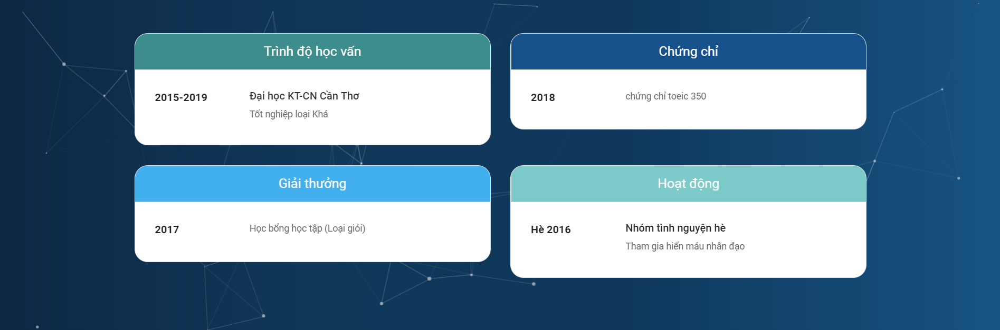 Trình độ học vấn
2015-2019
Đại học KT-CN Cần Thơ
Tốt nghiệp loại Khá
Chứng chỉ
2018
chứng chỉ toeic 350
Giải thưởng
2017
Học bổng học tập (Loại giỏi)
Hoạt động
Hè 2016
Nhóm tình nguyện hè
Tham gia hiến máu nhân đạo